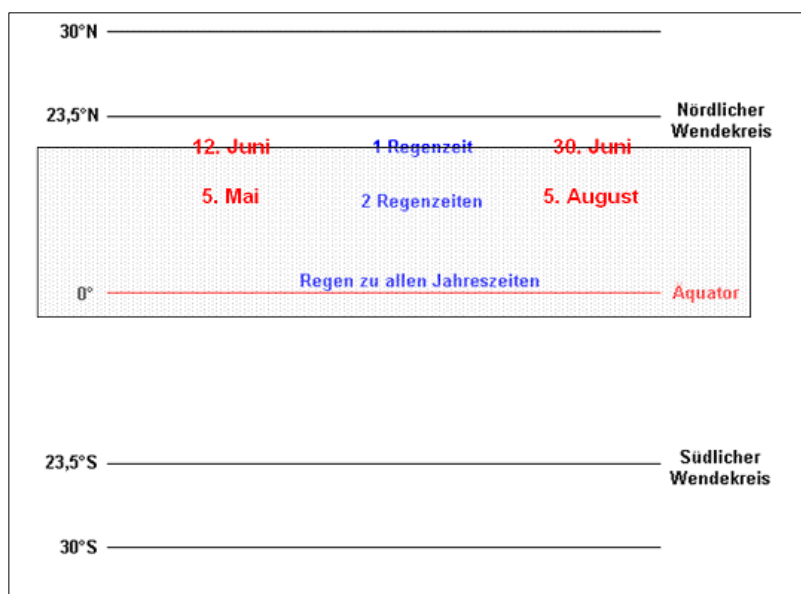 30°N
23,5°N
Nördlicher
Wendekreis
12. Juni 1 Regenzeit 30. Juni
5. Mai 2 Regenzeiten 5. August
Regen zu allen Jahreszeiten
0° Äquator
23,5°S
Südlicher
Wendekreis
30°S